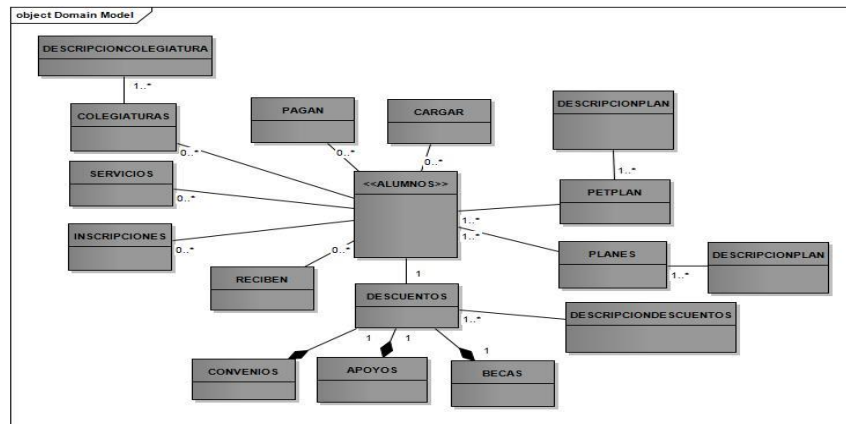 object Domain Model
DESCRIPCIONCOLEGIATURA
1..*
COLEGIATURAS
0..*
PAGAN
0..*
CARGAR
0..*
DESCRIPCIONPLAN
1..*
SERVICIOS
0..*
<<ALUMNOS>>
PETPLAN
1..*
1..*
INSCRIPCIONES
0..*
PLANES
1..*
DESCRIPCIONPLAN
RECIBEN
0..*
1
DESCUENTOS
1..*
DESCRIPCIONDESCUENTOS
1
1
1
CONVENIOS
APOYOS
BECAS